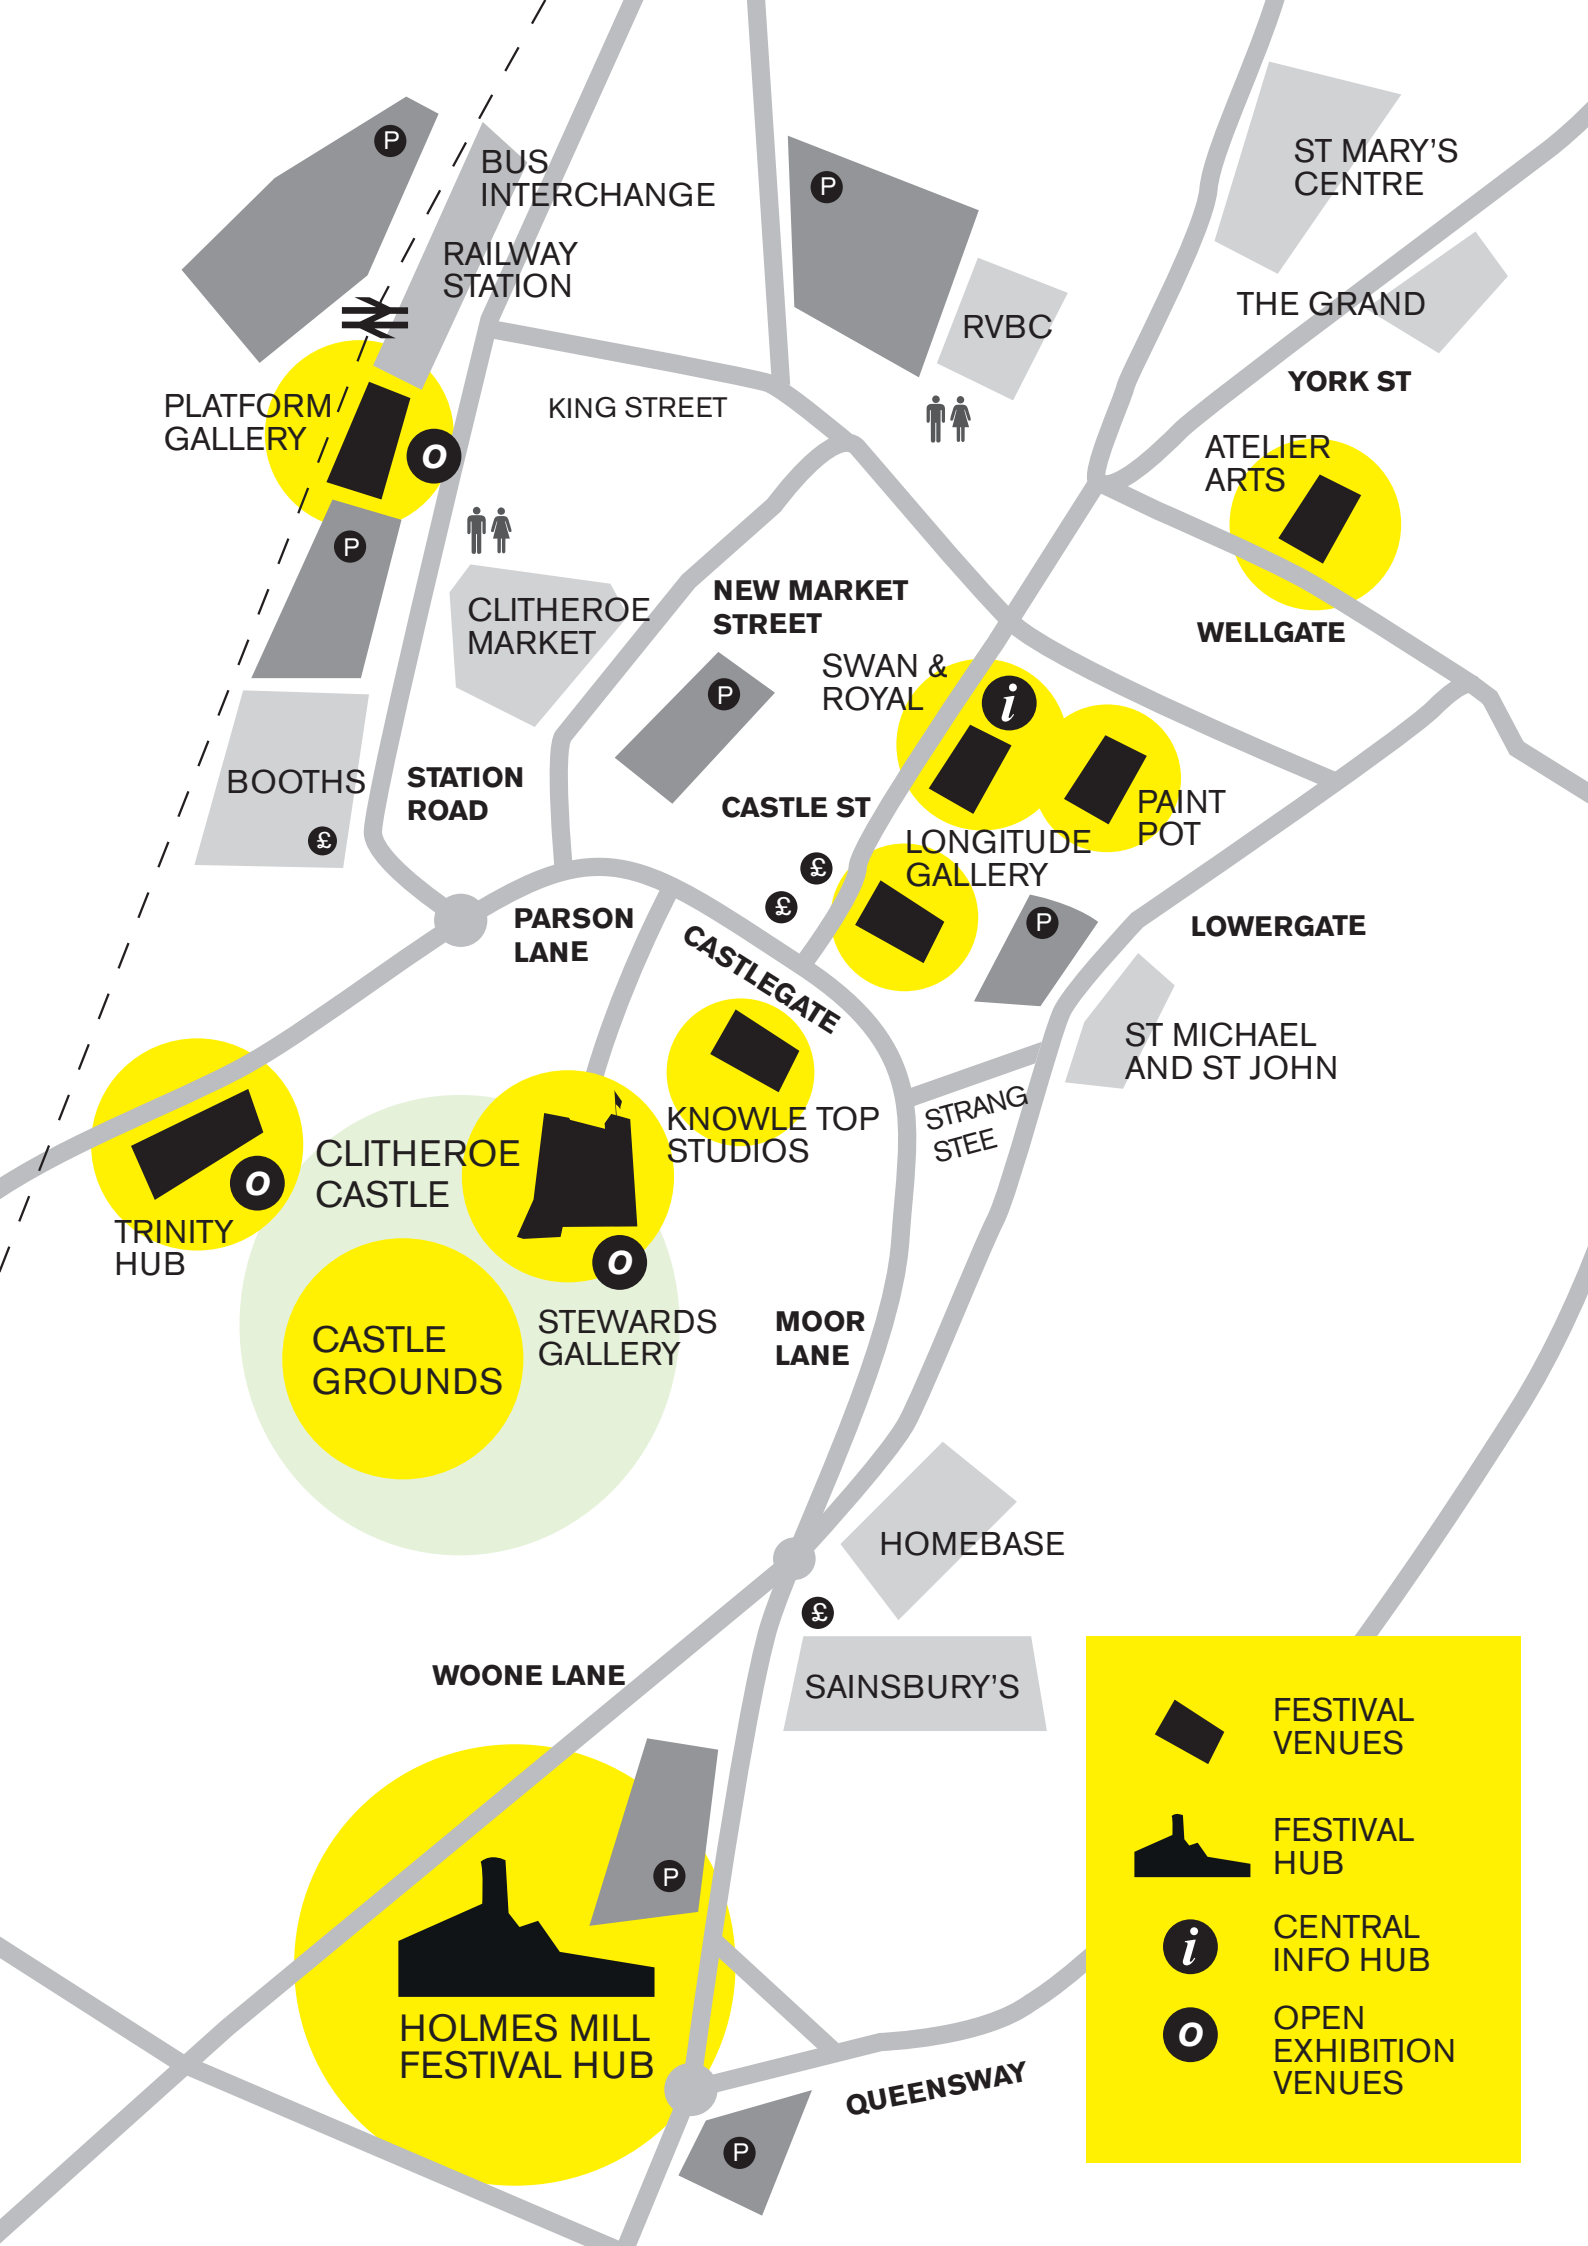 P
BUS
INTERCHANGE
RAILWAY
STATION
P
ST MARY'S
CENTRE
THE GRAND
RVBC
YORK ST
PLATFORM
GALLERY
o
KING STREET
ATELIER
ARTS
P
CLITHEROE
MARKET
NEW MARKET
STREET
WELLGATE
SWAN &
ROYAL
i
P
BOOTHS
£
STATION
ROAD
CASTLE ST
PAINT
POT
LONGITUDE
GALLERY
£
£
P
PARSON
LANE
CASTLEGATE
LOWERGATE
ST MICHAEL
AND ST JOHN
STRANG
STEE
KNOWLE TOP
STUDIOS
CLITHEROE
CASTLE
o
TRINITY
HUB
o
CASTLE
GROUNDS
STEWARDS
GALLERY
MOOR
LANE
HOMEBASE
£
SAINSBURY'S
WOONE LANE
P
HOLMES MILL
FESTIVAL HUB
QUEENSWAY
P
FESTIVAL
VENUES
FESTIVAL
HUB
i
CENTRAL
INFO HUB
o
OPEN
EXHIBITION
VENUES